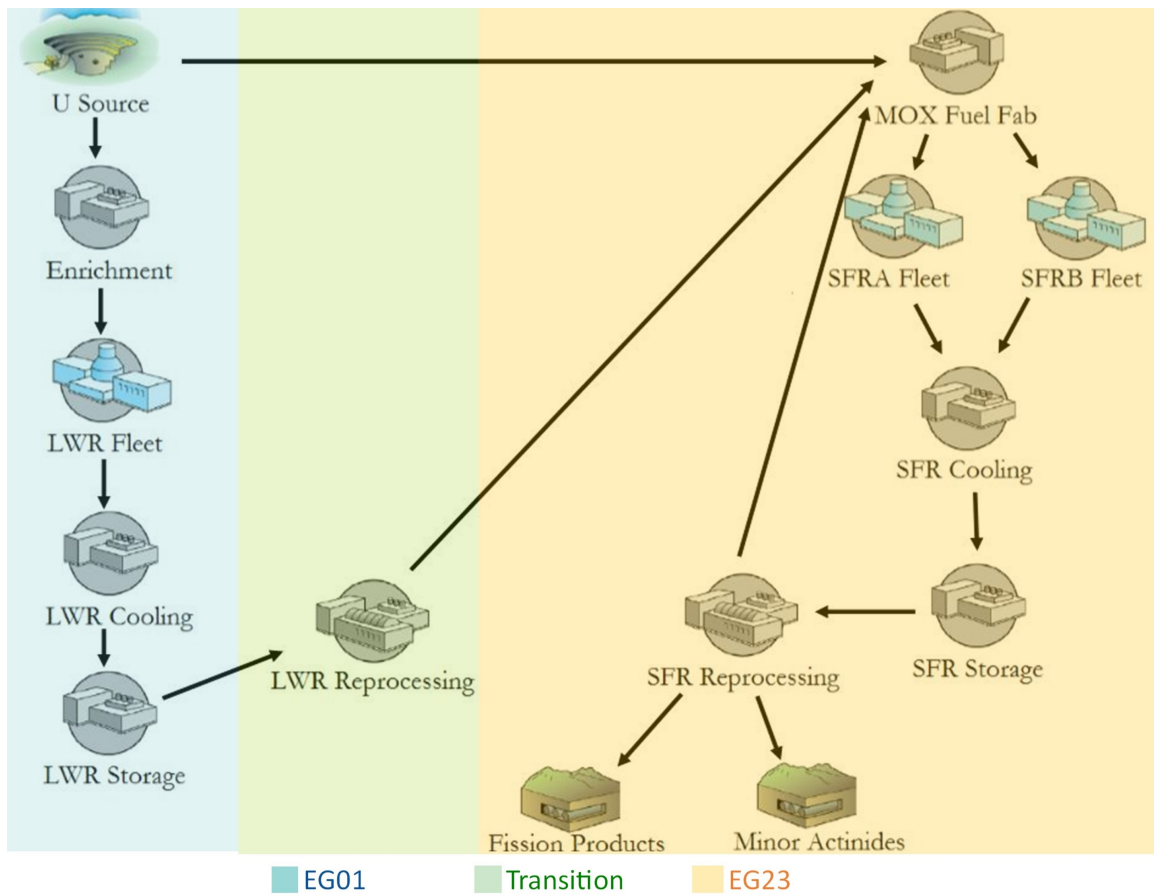 U Source
MOX Fuel Fab
Enrichment
SFRA Fleet
SFRB Fleet
LWR Fleet
SFR Cooling
LWR Cooling
LWR Reprocessing
SFR Reprocessing
SFR Storage
LWR Storage
Fission Products
Minor Actinides
EG01
Transition
EG23